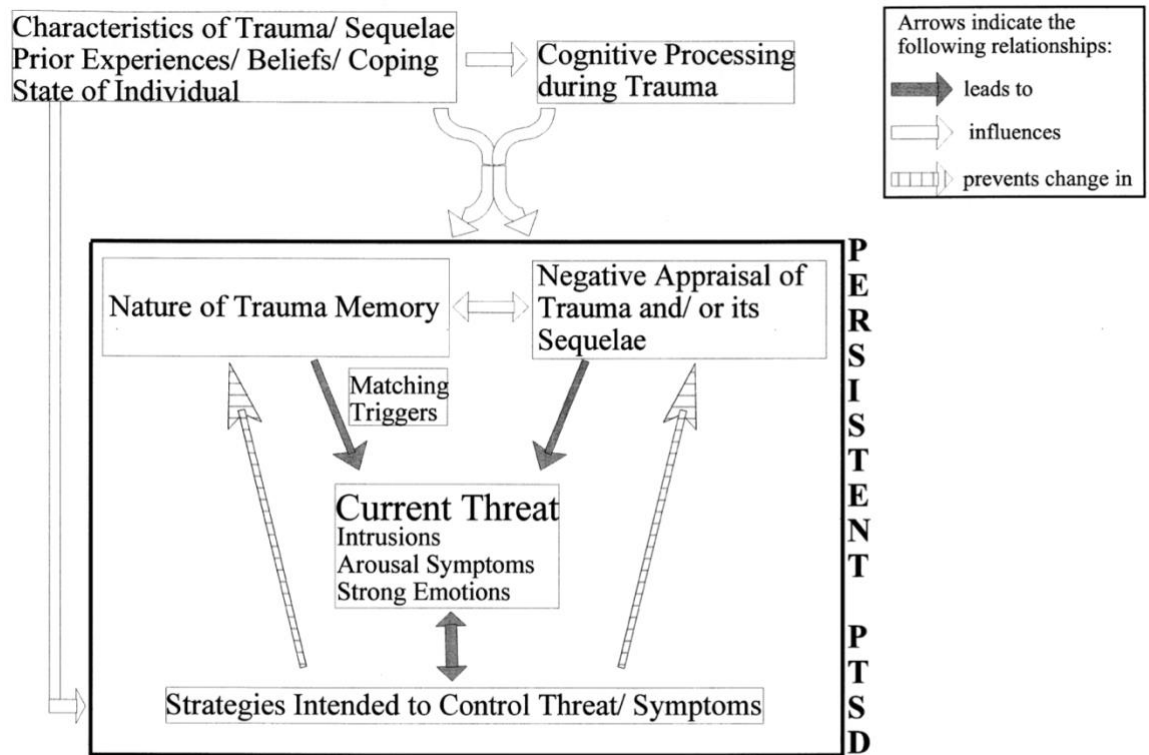 Characteristics of Trauma/ Sequelae
Prior Experiences/ Beliefs/ Coping
State of Individual
Cognitive Processing
during Trauma
Arrows indicate the
following relationships:
leads to
influences
prevents change in
Nature of Trauma Memory
Negative Appraisal of
Trauma and/ or its
Sequelae
Matching
Triggers
Current Threat
Intrusions
Arousal Symptoms
Strong Emotions
Strategies Intended to Control Threat/ Symptoms
PERSISTENT PTSD